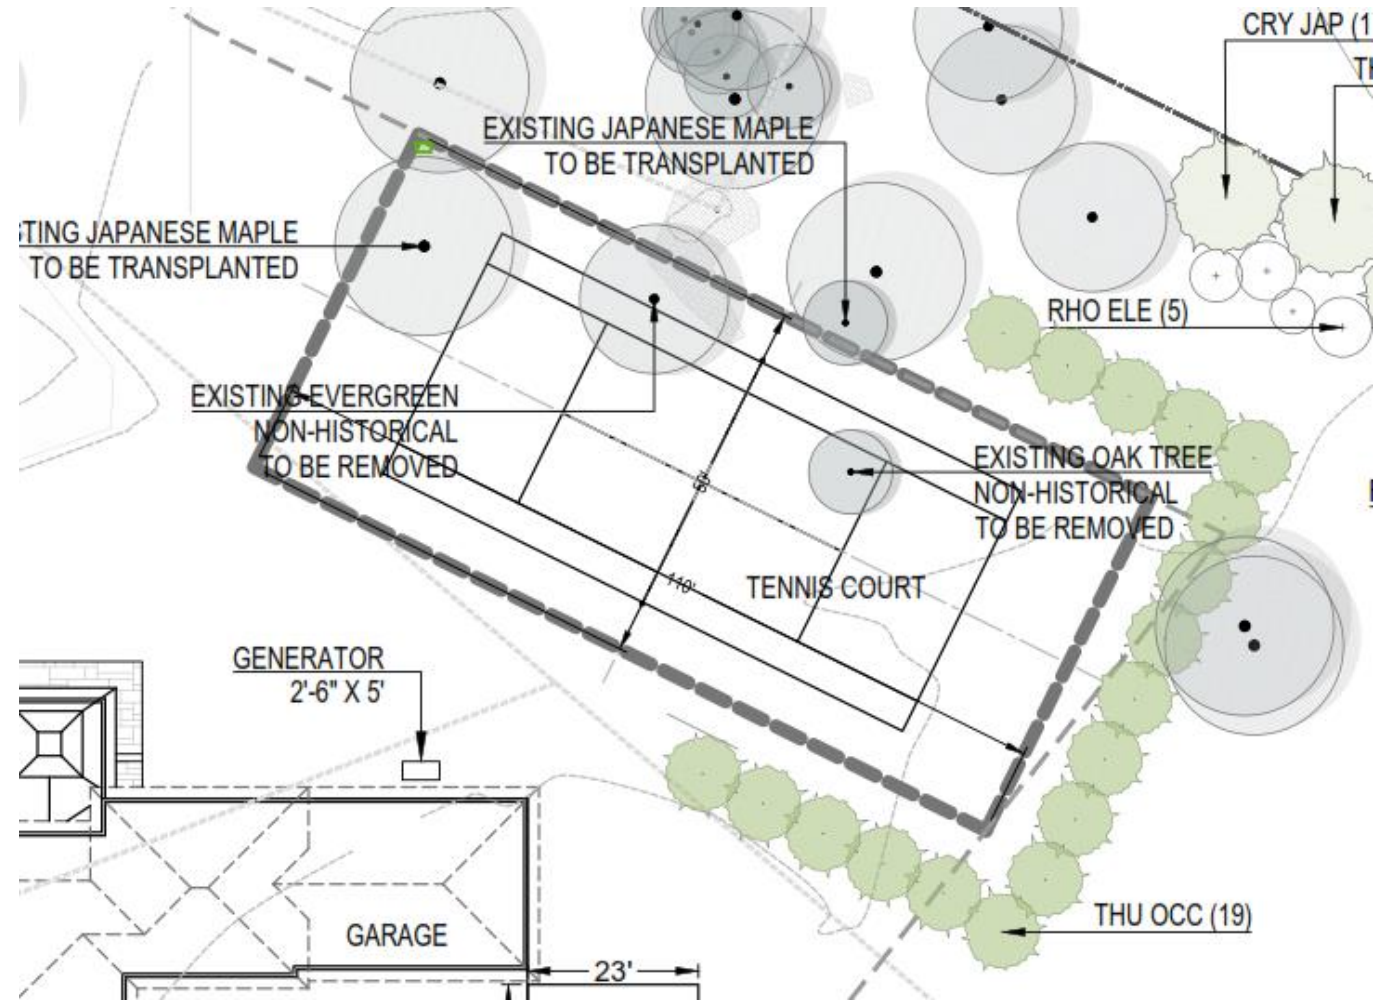 CRY JAP (1
TH
EXISTING JAPANESE MAPLE
TO BE TRANSPLANTED
TING JAPANESE MAPLE
TO BE TRANSPLANTED
RHO ELE (5)
EXISTING EVERGREEN
NON-HISTORICAL
TO BE REMOVED
EXISTING OAK TREE
NON-HISTORICAL
TO BE REMOVED
60'
110'
TENNIS COURT
GENERATOR
2'-6" X 5'
THU OCC (19)
GARAGE
23'